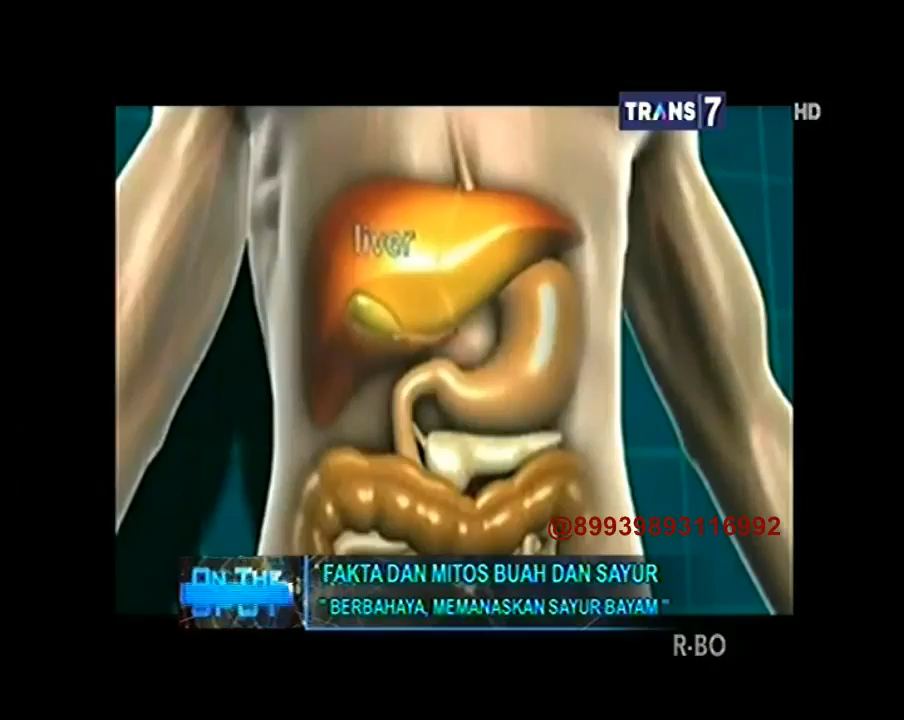 TRANS 7
HD
liver
@89939893116992
ON THE SPOT
FAKTA DAN MITOS BUAH DAN SAYUR
" BERBAHAYA, MEMANASKAN SAYUR BAYAM "
R-BO